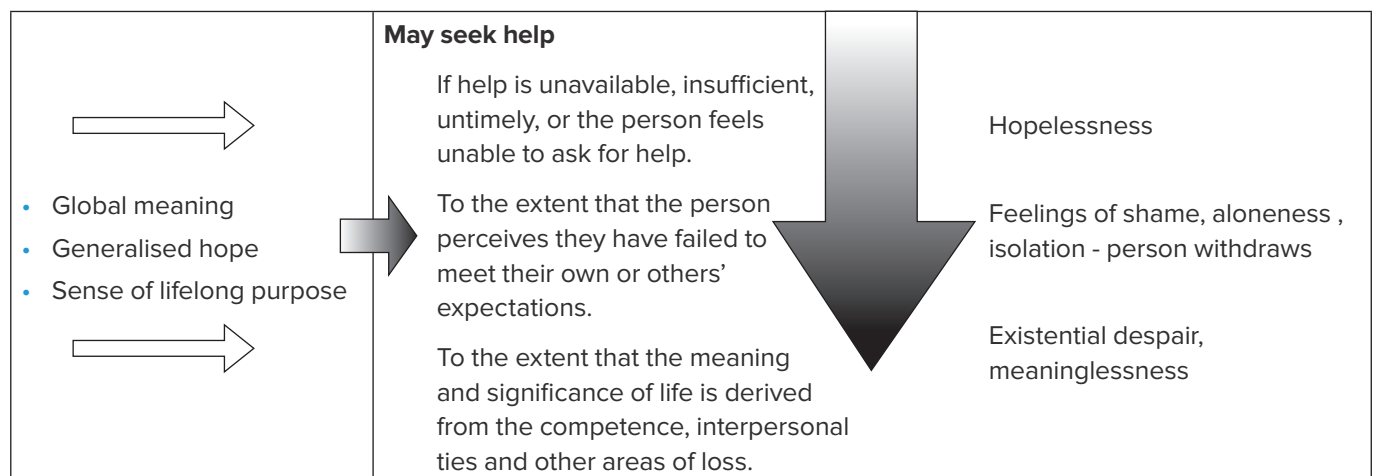 • Global meaning
• Generalised hope
• Sense of lifelong purpose
May seek help
If help is unavailable, insufficient,
untimely, or the person feels
unable to ask for help.
To the extent that the person
perceives they have failed to
meet their own or others’
expectations.
To the extent that the meaning
and significance of life is derived
from the competence, interpersonal
ties and other areas of loss.
Hopelessness
Feelings of shame, aloneness ,
isolation - person withdraws
Existential despair,
meaninglessness